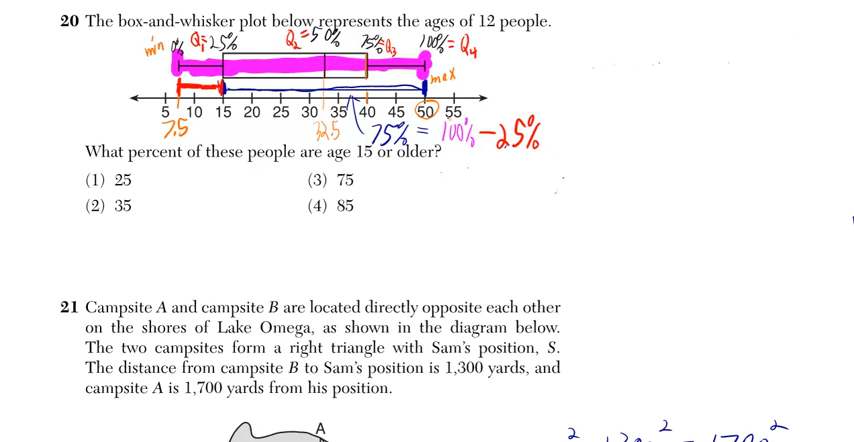 20 The box-and-whisker plot below represents the ages of 12 people.
min 0% Q1=25% Q2=50% 75%=Q3 100%=Q4
max
5 10 15 20 25 30 35 40 45 50 55
7.5 32.5 75% = 100% - 25%
What percent of these people are age 15 or older?
(1) 25 (3) 75
(2) 35 (4) 85
21 Campsite A and campsite B are located directly opposite each other
on the shores of Lake Omega, as shown in the diagram below.
The two campsites form a right triangle with Sam's position, S.
The distance from campsite B to Sam's position is 1,300 yards, and
campsite A is 1,700 yards from his position.
A